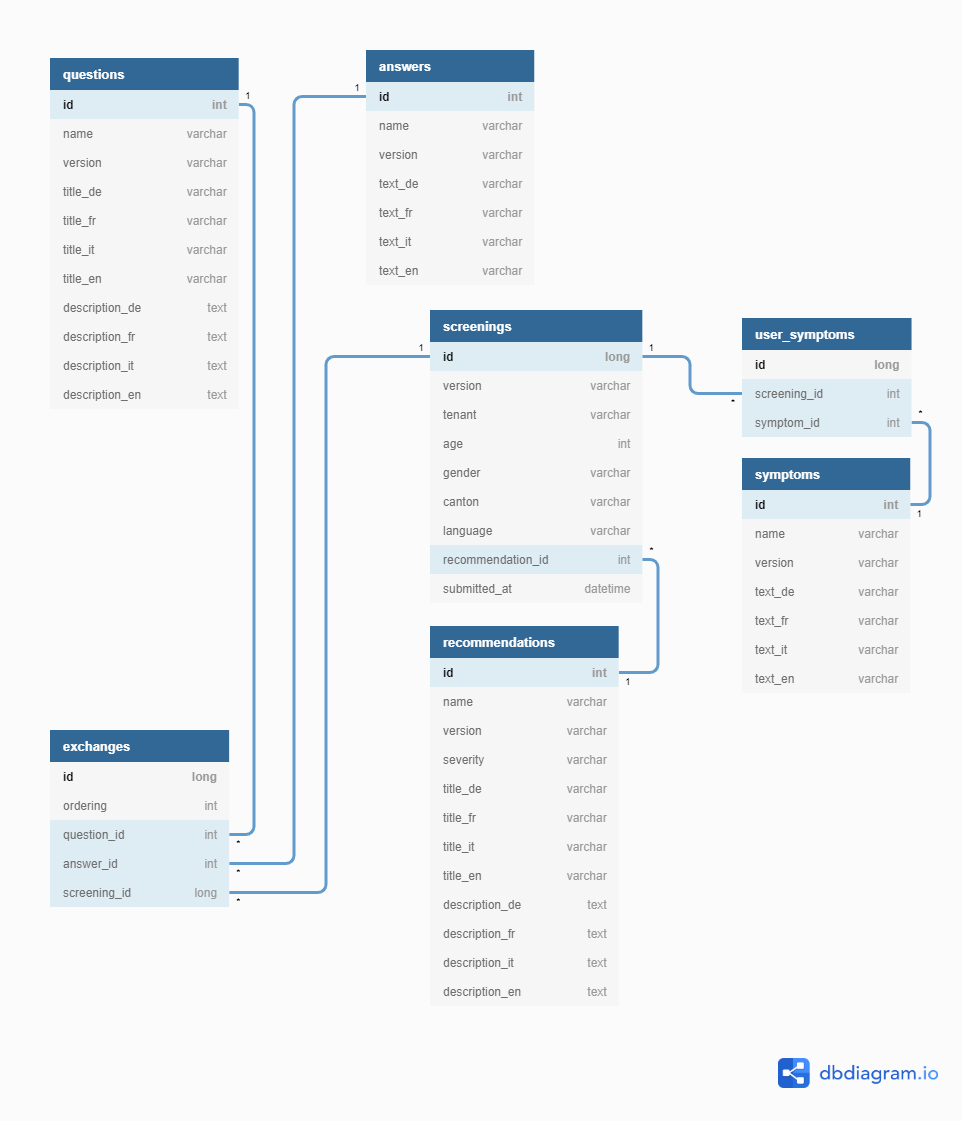 questions
1
id int
name varchar
version varchar
title_de varchar
title_fr varchar
title_it varchar
title_en varchar
description_de text
description_fr text
description_it text
description_en text
answers
1
id int
name varchar
version varchar
text_de varchar
text_fr varchar
text_it varchar
text_en varchar
screenings
1
1
id long
version varchar
tenant varchar
age int
gender varchar
canton varchar
language varchar
*
recommendation_id int
submitted_at datetime
user_symptoms
id long
screening_id int
*
*
symptom_id int
symptoms
id int
1
name varchar
version varchar
text_de varchar
text_fr varchar
text_it varchar
text_en varchar
recommendations
id int
1
name varchar
version varchar
severity varchar
title_de varchar
title_fr varchar
title_it varchar
title_en varchar
description_de text
description_fr text
description_it text
description_en text
exchanges
id long
ordering int
question_id int
*
answer_id int
*
screening_id long
*
dbdiagram.io